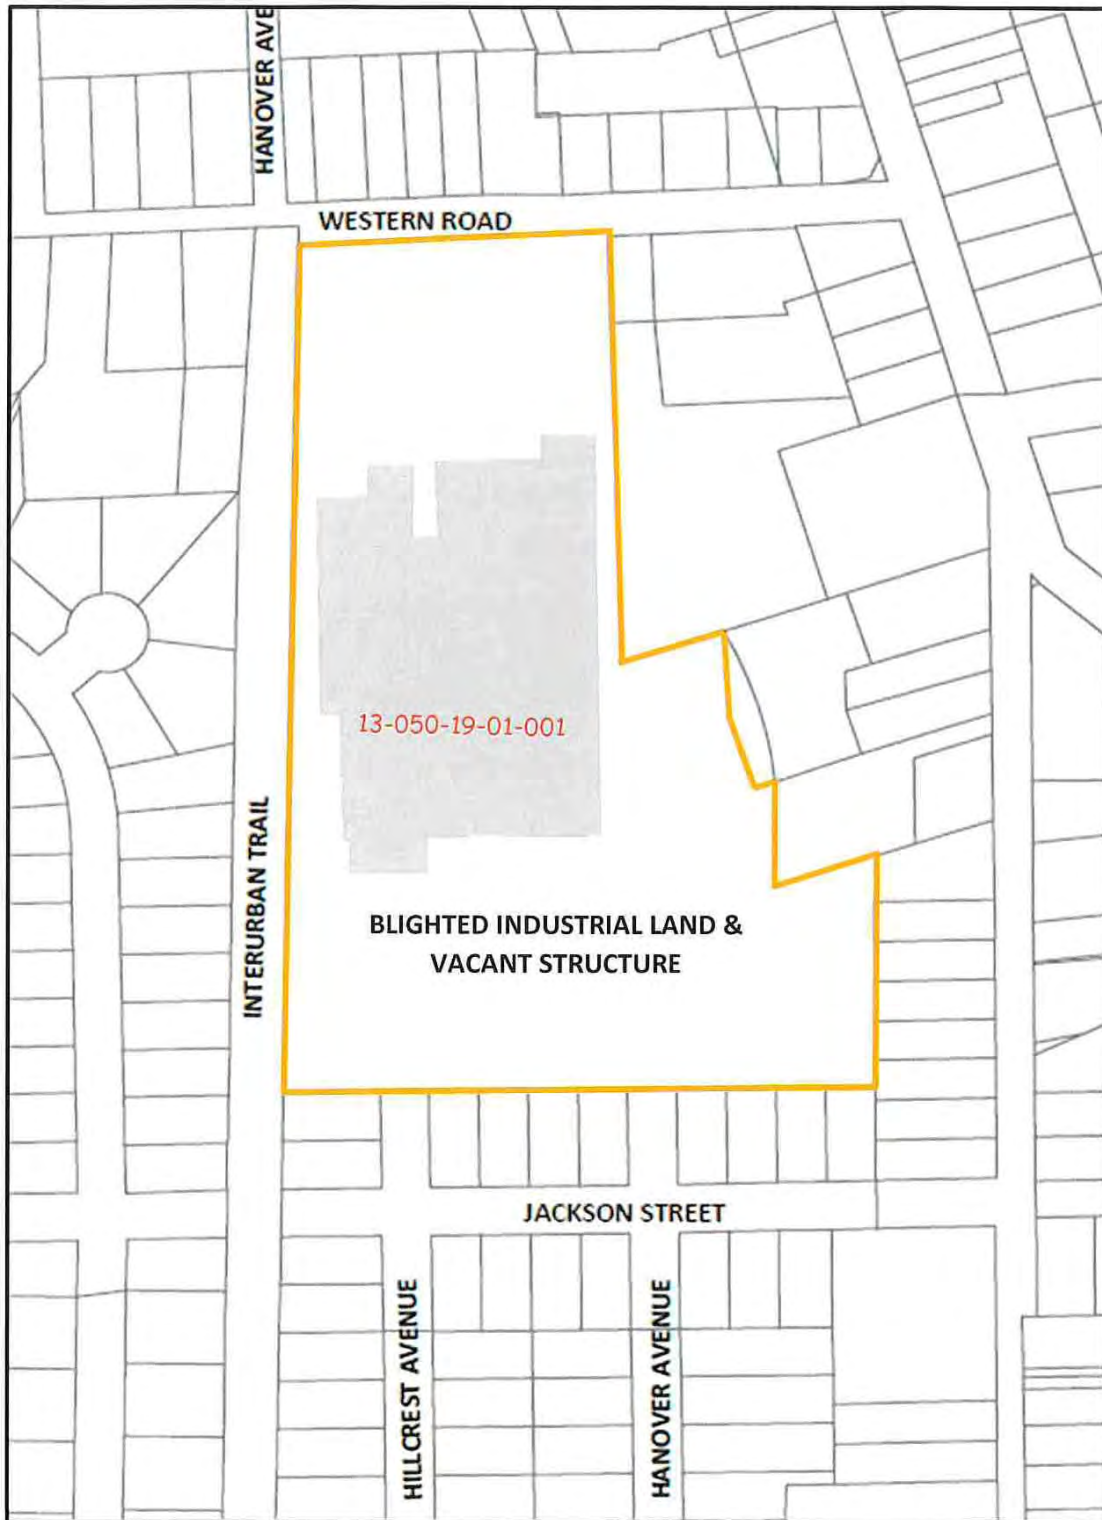 HANOVER AVE
WESTERN ROAD
13-050-19-01-001
INTERURBAN TRAIL
BLIGHTED INDUSTRIAL LAND &
VACANT STRUCTURE
JACKSON STREET
HILLCREST AVENUE
HANOVER AVENUE